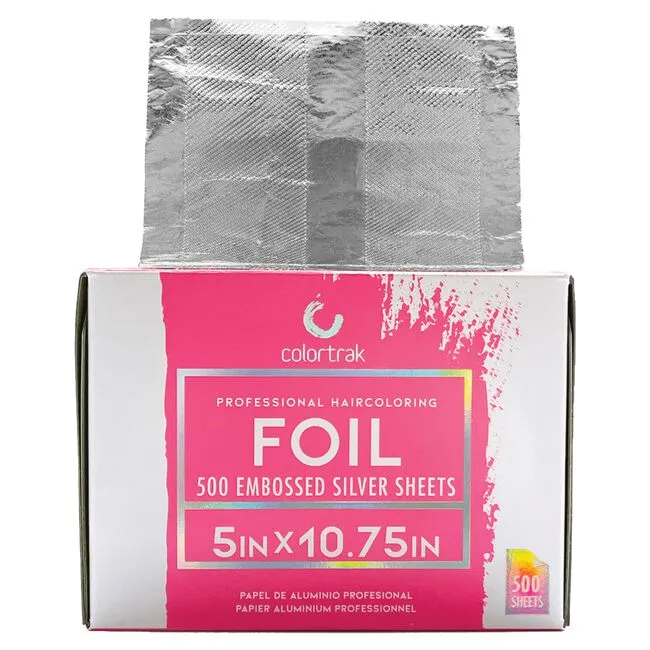 colortrak
PROFESSIONAL HAIRCOLORING
FOIL
500 EMBOSSED SILVER SHEETS
5IN X 10.75IN
PAPEL DE ALUMINIO PROFESIONAL
PAPIER ALUMINIUM PROFESSIONNEL
500
SHEETS